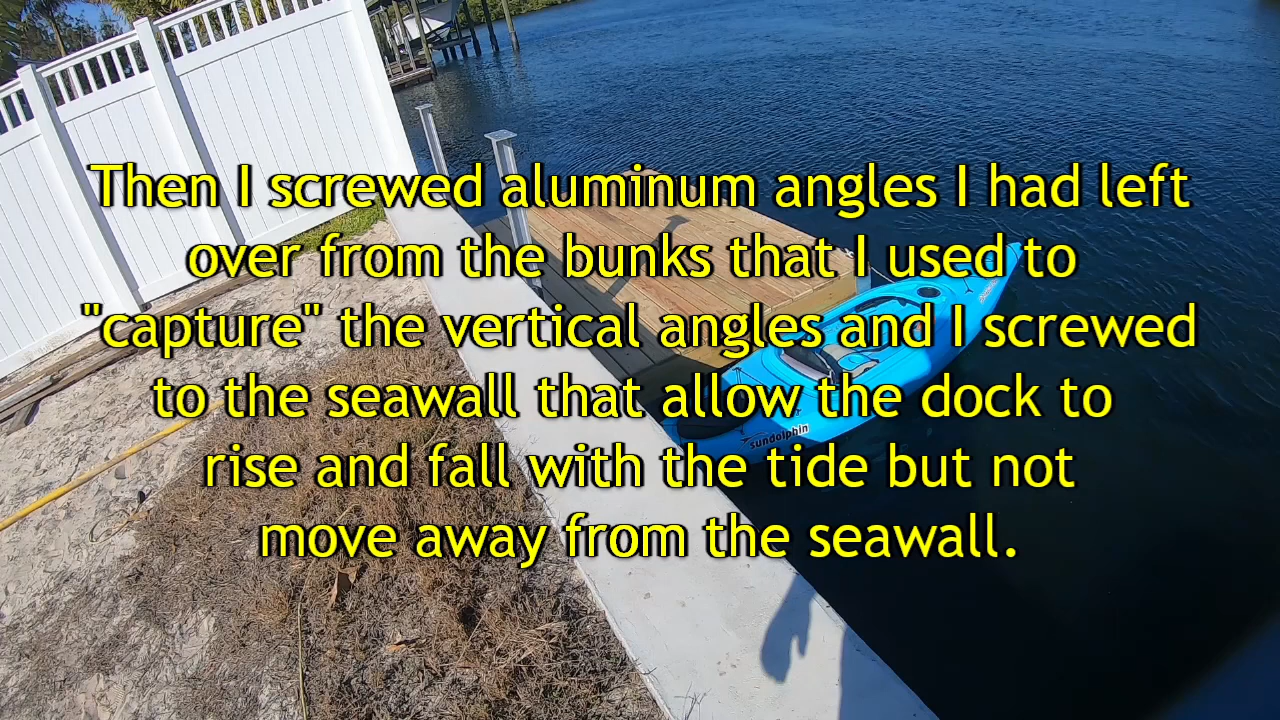 Then I screwed aluminum angles I had left
over from the bunks that I used to
"capture" the vertical angles and I screwed
to the seawall that allow the dock to
rise and fall with the tide but not
move away from the seawall.
sundolphin